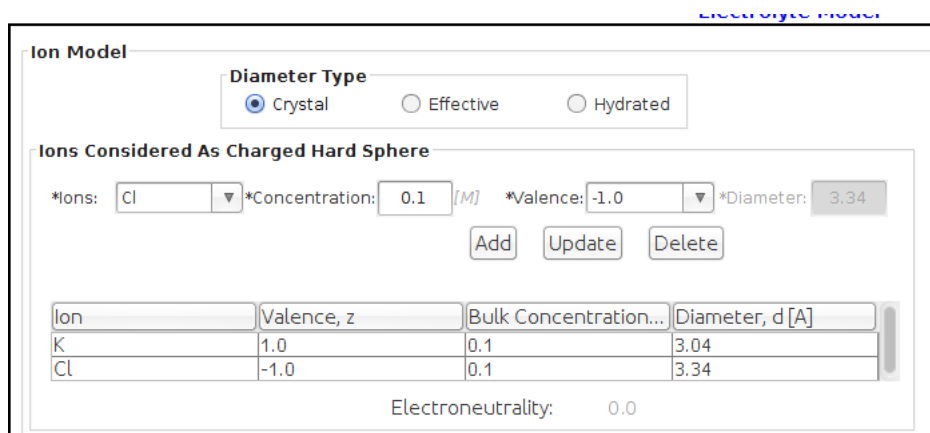 Electrolyte Model
Ion Model
Diameter Type
Crystal Effective Hydrated
Ions Considered As Charged Hard Sphere
*Ions: Cl *Concentration: 0.1 [M] *Valence: -1.0 *Diameter: 3.34
Add Update Delete
Ion Valence, z Bulk Concentration... Diameter, d [A]
K 1.0 0.1 3.04
Cl -1.0 0.1 3.34
Electroneutrality: 0.0